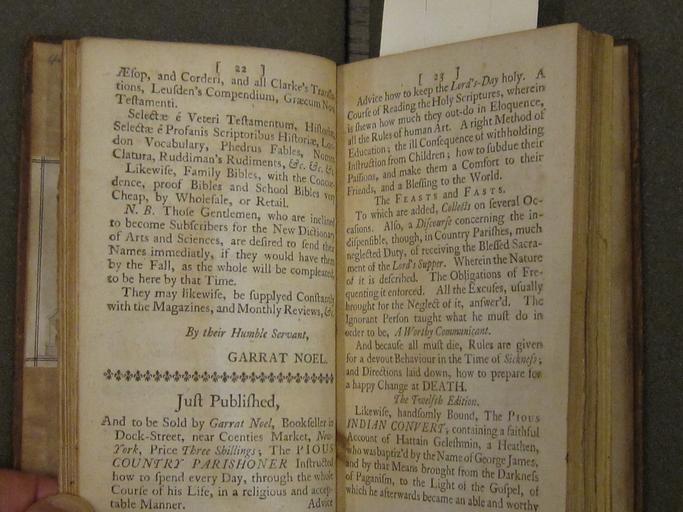 [ 22 ]
Æſop, and Corderi, and all Clarke's Tranſla-
tions, Leuſden's Compendium, Græcum Nov.
Teſtamenti.
Selectæ é Veteri Teſtamentum, Hiſtoriæ,
Selectæ é Profanis Scriptoribus Hiſtoriæ, Lon-
don Vocabulary, Phedrus Fables, Nomen
Clatura, Ruddiman's Rudiments, &c. &c. &c.
Likewiſe, Family Bibles, with the Concor-
dence, proof Bibles and School Bibles very
Cheap, by Wholeſale, or Retail.
N. B. Thoſe Gentlemen, who are inclined
to become Subſcribers for the New Dictionary
of Arts and Sciences, are deſired to ſend their
Names immediatly, if they would have them
by the Fall, as the whole will be compleated,
to be here by that Time.
They may likewiſe, be ſupplyed Conſtantly
with the Magazines, and Monthly Reviews, &c.
By their Humble Servant,
GARRAT NOEL.
Juſt Publiſhed,
And to be Sold by Garrat Noel, Bookſeller in
Dock-Street, near Coenties Market, New-
York, Price Three Shillings; The PIOUS
COUNTRY PARISHONER Inſtructed
how to ſpend every Day, through the whole
Courſe of his Life, in a religious and accep-
table Manner. Advice
[ 23 ]
Advice how to keep the Lord's-Day holy. A
Courſe of Reading the Holy Scriptures, wherein
is ſhewn how much they out-do in Eloquence,
all the Rules of human Art. A right Method of
Education; the ill Conſequence of withholding
Inſtruction from Children; how to ſubdue their
Paſſions, and make them a Comfort to their
Friends, and a Bleſſing to the World.
The FEASTS and FASTS.
To which are added, Collects on ſeveral Oc-
caſions. Alſo, a Diſcourſe concerning the in-
diſpenſible, though, in Country Pariſhies, much
neglected Duty, of receiving the Bleſſed Sacra-
ment of the Lord's Supper. Wherein the Nature
of it is deſcribed. The Obligations of Fre-
quenting it enforced. All the Excuſes, uſually
brought for the Neglect of it, anſwer'd. The
Ignorant Perſon taught what he muſt do in
order to be, A Worthy Communicant.
And becauſe all muſt die, Rules are given
for a devout Behaviour in the Time of Sickneſs;
and Directions laid down, how to prepare for
a happy Change at DEATH.
The Twelfth Edition.
Likewiſe, handſomly Bound, The PIOUS
INDIAN CONVERT, containing a faithful
Account of Hattain Geleſhmin, a Heathen,
who was baptiz'd by the Name of George James,
and by that Means brought from the Darkneſs
of Paganiſm, to the Light of the Goſpel, of
which he afterwards became an able and worthy